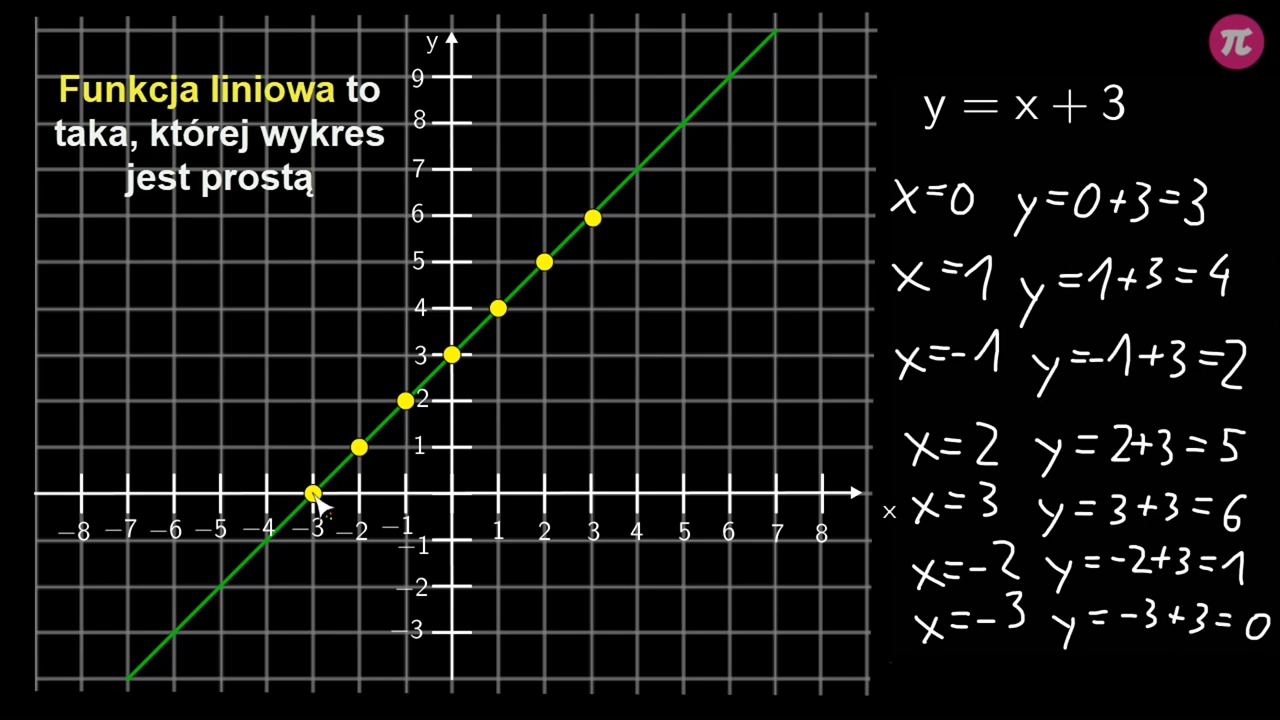 Funkcja liniowa to
taka, której wykres
jest prostą
y
9
8
7
6
5
4
3
2
1
−8 −7 −6 −5 −4 −3 −2 −1 1 2 3 4 5 6 7 8 x
−1
−2
−3
π
y = x + 3
x=0 y=0+3=3
x=1 y=1+3=4
x=-1 y=-1+3=2
x=2 y=2+3=5
x=3 y=3+3=6
x=-2 y=-2+3=1
x=-3 y=-3+3=0